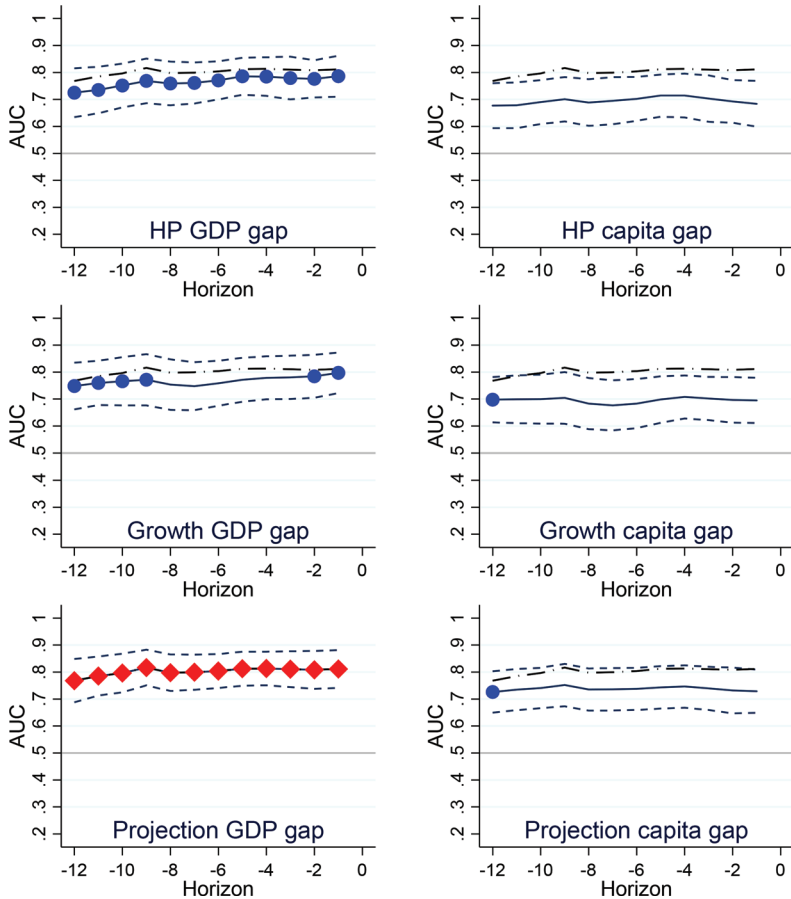 AUC
.2 .3 .4 .5 .6 .7 .8 .9 1
HP GDP gap
-12 -10 -8 -6 -4 -2 0
Horizon
AUC
.2 .3 .4 .5 .6 .7 .8 .9 1
HP capita gap
-12 -10 -8 -6 -4 -2 0
Horizon
AUC
.2 .3 .4 .5 .6 .7 .8 .9 1
Growth GDP gap
-12 -10 -8 -6 -4 -2 0
Horizon
AUC
.2 .3 .4 .5 .6 .7 .8 .9 1
Growth capita gap
-12 -10 -8 -6 -4 -2 0
Horizon
AUC
.2 .3 .4 .5 .6 .7 .8 .9 1
Projection GDP gap
-12 -10 -8 -6 -4 -2 0
Horizon
AUC
.2 .3 .4 .5 .6 .7 .8 .9 1
Projection capita gap
-12 -10 -8 -6 -4 -2 0
Horizon